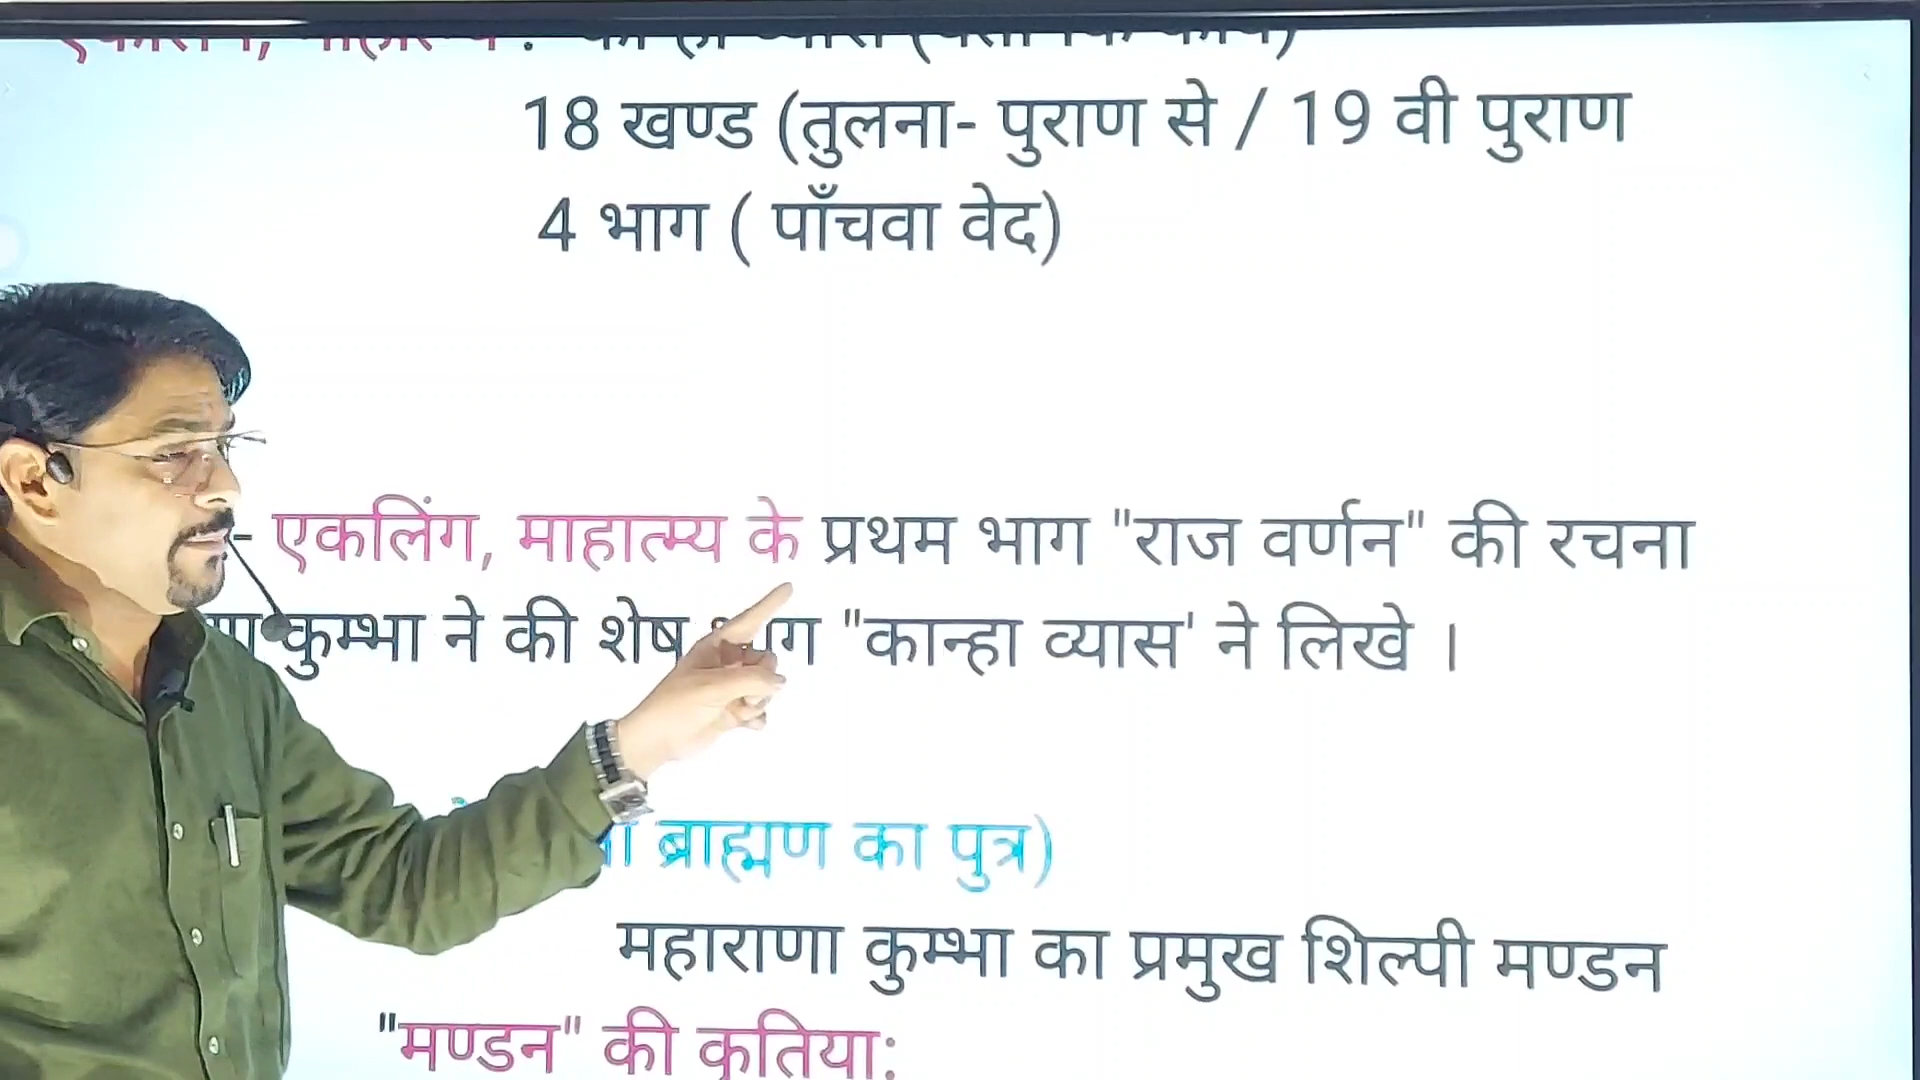 18 खण्ड (तुलना- पुराण से / 19 वी पुराण
4 भाग ( पाँचवा वेद)
- एकलिंग, माहात्म्य के प्रथम भाग "राज वर्णन" की रचना
कुम्भा ने की शेष भाग "कान्हा व्यास' ने लिखे ।
ब्राह्मण का पुत्र)
महाराणा कुम्भा का प्रमुख शिल्पी मण्डन
"मण्डन" की कृतिया: